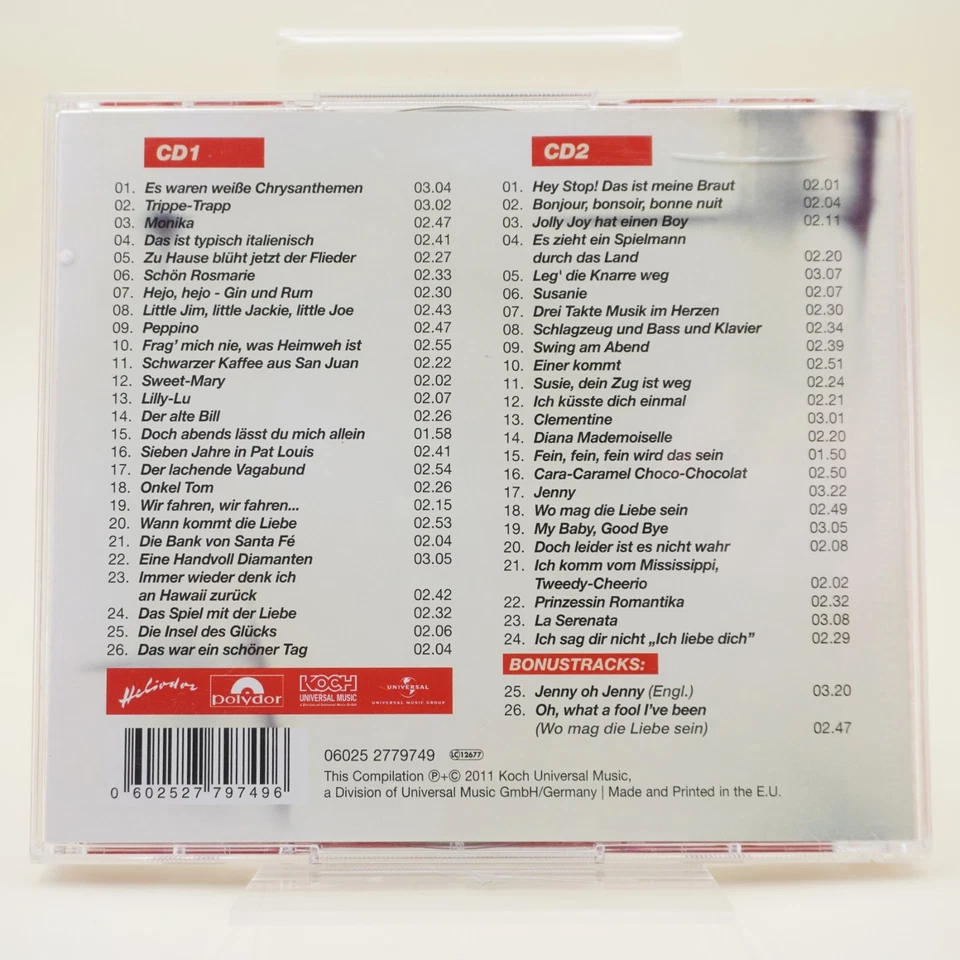 CD1
01. Es waren weiße Chrysanthemen 03.04
02. Trippe-Trapp 03.02
03. Monika 02.47
04. Das ist typisch italienisch 02.41
05. Zu Hause blüht jetzt der Flieder 02.27
06. Schön Rosmarie 02.33
07. Hejo, hejo - Gin und Rum 02.30
08. Little Jim, little Jackie, little Joe 02.43
09. Peppino 02.47
10. Frag' mich nie, was Heimweh ist 02.55
11. Schwarzer Kaffee aus San Juan 02.22
12. Sweet-Mary 02.02
13. Lilly-Lu 02.07
14. Der alte Bill 02.26
15. Doch abends lässt du mich allein 01.58
16. Sieben Jahre in Pat Louis 02.41
17. Der lachende Vagabund 02.54
18. Onkel Tom 02.26
19. Wir fahren, wir fahren... 02.15
20. Wann kommt die Liebe 02.53
21. Die Bank von Santa Fé 02.04
22. Eine Handvoll Diamanten 03.05
23. Immer wieder denk ich
an Hawaii zurück 02.42
24. Das Spiel mit der Liebe 02.32
25. Die Insel des Glücks 02.06
26. Das war ein schöner Tag 02.04
CD2
01. Hey Stop! Das ist meine Braut 02.01
02. Bonjour, bonsoir, bonne nuit 02.04
03. Jolly Joy hat einen Boy 02.11
04. Es zieht ein Spielmann
durch das Land 02.20
05. Leg' die Knarre weg 03.07
06. Susanie 02.07
07. Drei Takte Musik im Herzen 02.30
08. Schlagzeug und Bass und Klavier 02.34
09. Swing am Abend 02.39
10. Einer kommt 02.51
11. Susie, dein Zug ist weg 02.24
12. Ich küsste dich einmal 02.21
13. Clementine 03.01
14. Diana Mademoiselle 02.20
15. Fein, fein, fein wird das sein 01.50
16. Cara-Caramel Choco-Chocolat 02.50
17. Jenny 03.22
18. Wo mag die Liebe sein 02.49
19. My Baby, Good Bye 03.05
20. Doch leider ist es nicht wahr 02.08
21. Ich komm vom Mississippi,
Tweedy-Cheerio 02.02
22. Prinzessin Romantika 02.32
23. La Serenata 03.08
24. Ich sag dir nicht „Ich liebe dich” 02.29
BONUSTRACKS:
25. Jenny oh Jenny (Engl.) 03.20
26. Oh, what a fool I've been
(Wo mag die Liebe sein) 02.47
Heliodor
polydor
KOCH
UNIVERSAL MUSIC
UNIVERSAL
UNIVERSAL MUSIC GROUP
0 602527 797496
06025 2779749 LC 12677
This Compilation ℗+© 2011 Koch Universal Music,
a Division of Universal Music GmbH/Germany | Made and Printed in the E.U.